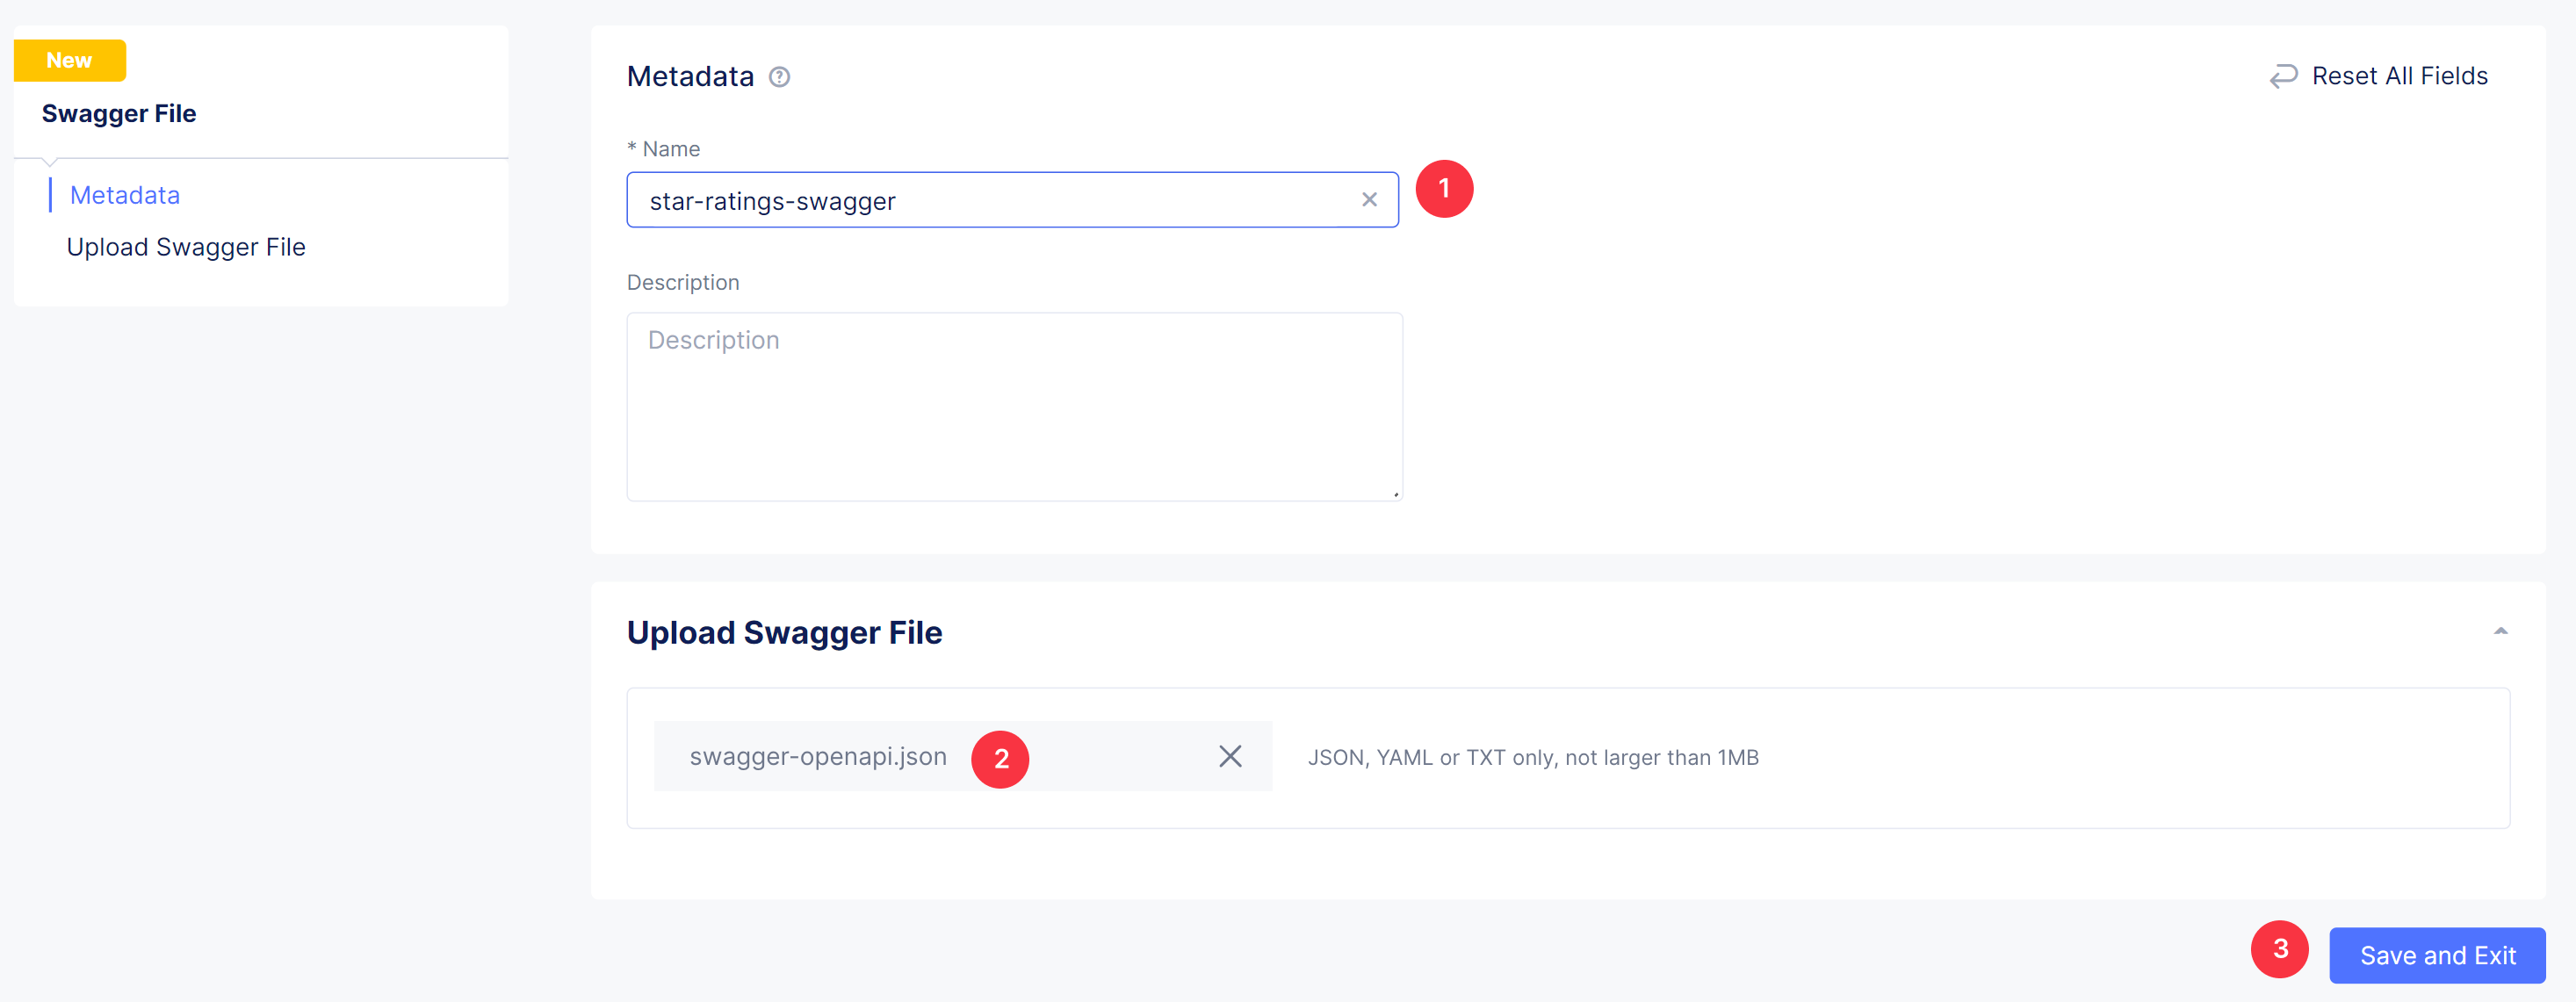 New
Swagger File
Metadata
Upload Swagger File
Metadata
Reset All Fields
* Name
star-ratings-swagger
1
Description
Description
Upload Swagger File
swagger-openapi.json
2
JSON, YAML or TXT only, not larger than 1MB
3
Save and Exit